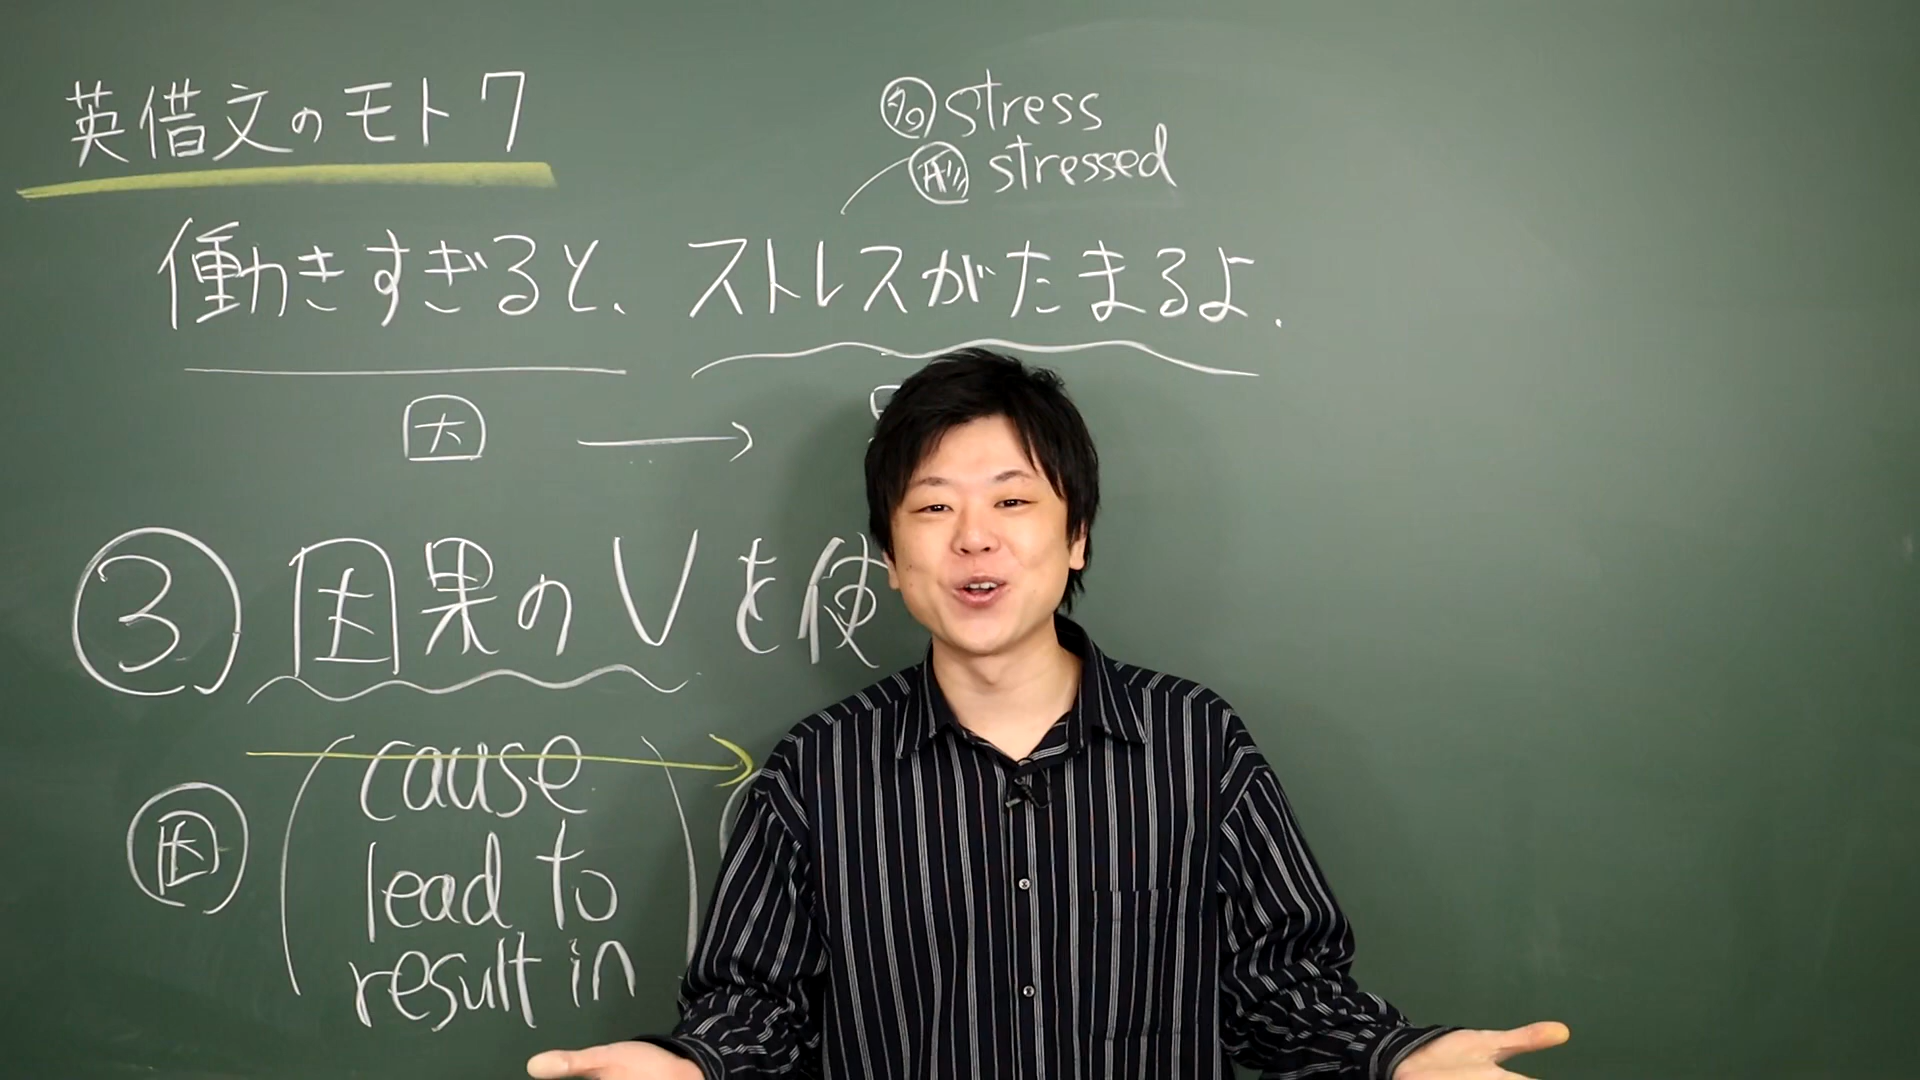 英借文のモト7
名 stress
形 stressed
働きすぎると、ストレスがたまるよ.
因 →
③ 因果のVを使
因 ( cause
lead to
result in )